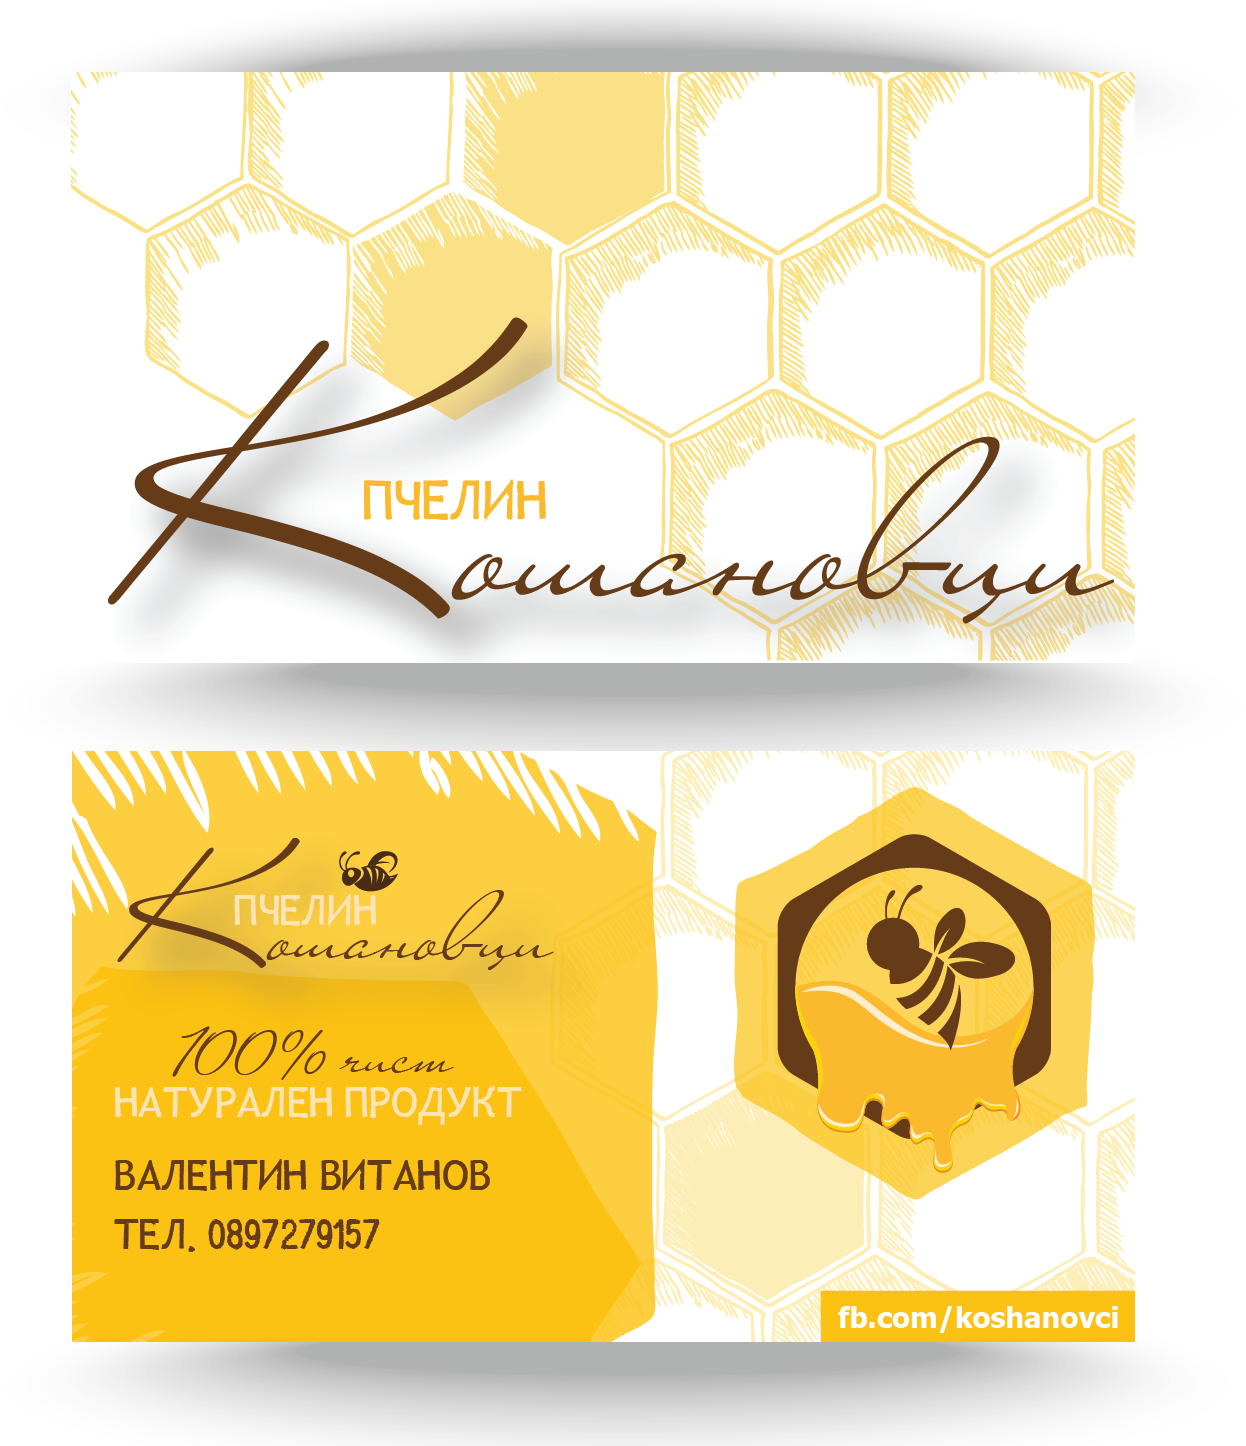 ПЧЕЛИН
Кошановци
ПЧЕЛИН
Кошановци
100% чист
НАТУРАЛЕН ПРОДУКТ
ВАЛЕНТИН ВИТАНОВ
ТЕЛ. 0897279157
fb.com/koshanovci